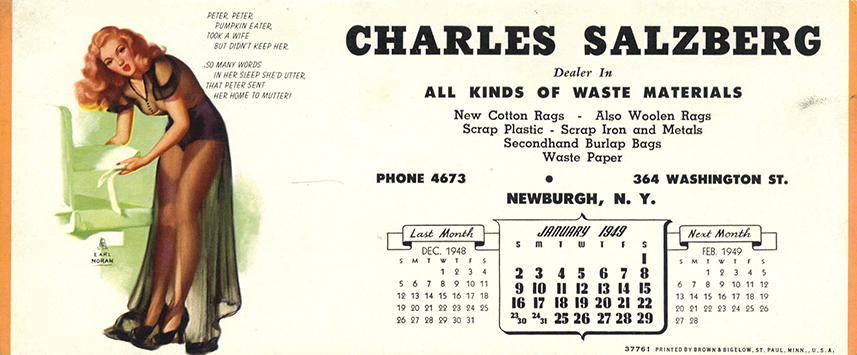 PETER, PETER,
PUMPKIN EATER,
TOOK A WIFE
BUT DIDN'T KEEP HER.
SO MANY WORDS
IN HER SLEEP SHE'D UTTER,
THAT PETER SENT
HER HOME TO MUTTER!
EARL
MORAN
CHARLES SALZBERG
Dealer In
ALL KINDS OF WASTE MATERIALS
New Cotton Rags - Also Woolen Rags
Scrap Plastic - Scrap Iron and Metals
Secondhand Burlap Bags
Waste Paper
PHONE 4673 • 364 WASHINGTON ST.
NEWBURGH, N. Y.
Last Month
DEC. 1948
S M T W T F S
1 2 3 4
5 6 7 8 9 10 11
12 13 14 15 16 17 18
19 20 21 22 23 24 25
26 27 28 29 30 31
JANUARY 1949
S M T W T F S
1
2 3 4 5 6 7 8
9 10 11 12 13 14 15
16 17 18 19 20 21 22
23/30 24/31 25 26 27 28 29
Next Month
FEB. 1949
S M T W T F S
1 2 3 4 5
6 7 8 9 10 11 12
13 14 15 16 17 18 19
20 21 22 23 24 25 26
27 28
37761 PRINTED BY BROWN & BIGELOW, ST. PAUL, MINN., U.S.A.